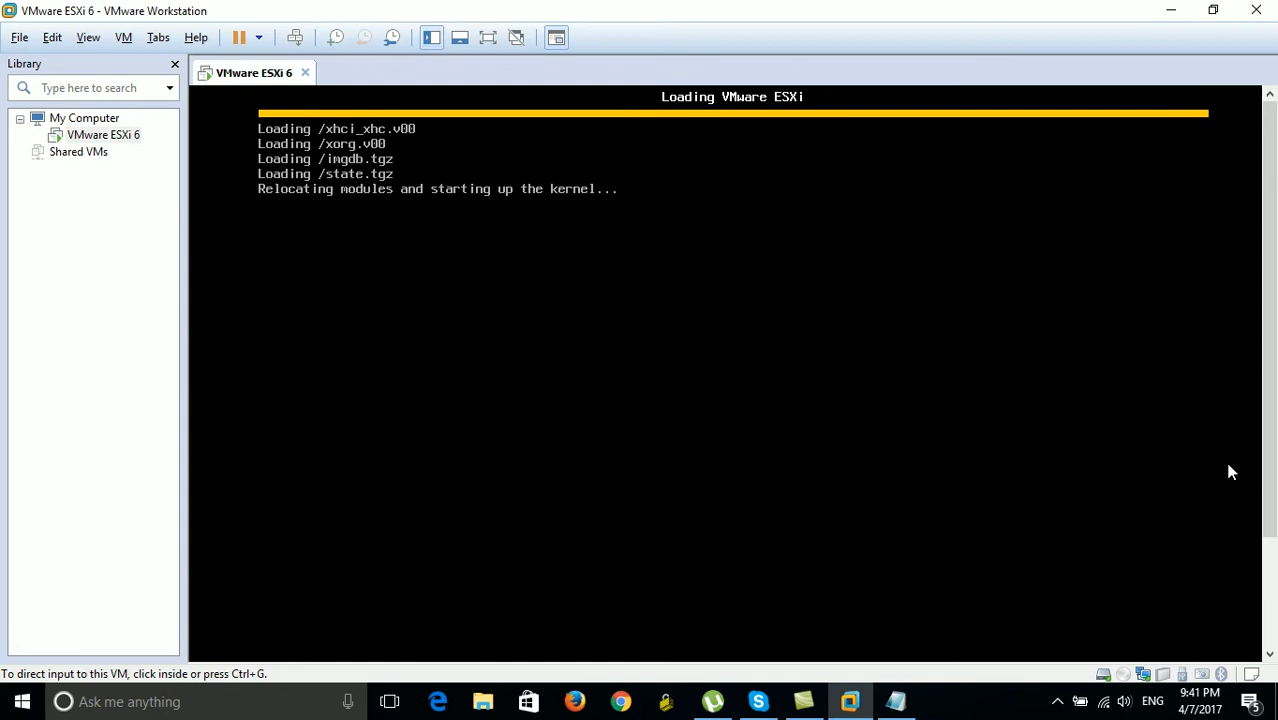 VMware ESXi 6 - VMware Workstation
File Edit View VM Tabs Help
Library
Type here to search
My Computer
VMware ESXi 6
Shared VMs
VMware ESXi 6
Loading VMware ESXi
Loading /xhci_xhc.v00
Loading /xorg.v00
Loading /imgdb.tgz
Loading /state.tgz
Relocating modules and starting up the kernel...
To direct input to this VM, click inside or press Ctrl+G.
Ask me anything
ENG
9:41 PM
4/7/2017
5